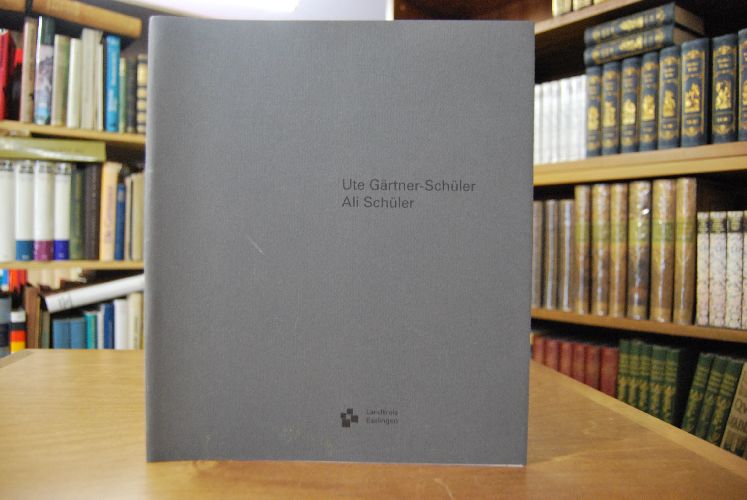 Ute Gärtner-Schüler
Ali Schüler
Landkreis
Esslingen